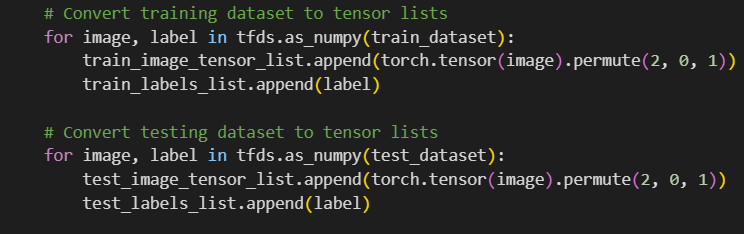 # Convert training dataset to tensor lists
for image, label in tfds.as_numpy(train_dataset):
    train_image_tensor_list.append(torch.tensor(image).permute(2, 0, 1))
    train_labels_list.append(label)

# Convert testing dataset to tensor lists
for image, label in tfds.as_numpy(test_dataset):
    test_image_tensor_list.append(torch.tensor(image).permute(2, 0, 1))
    test_labels_list.append(label)